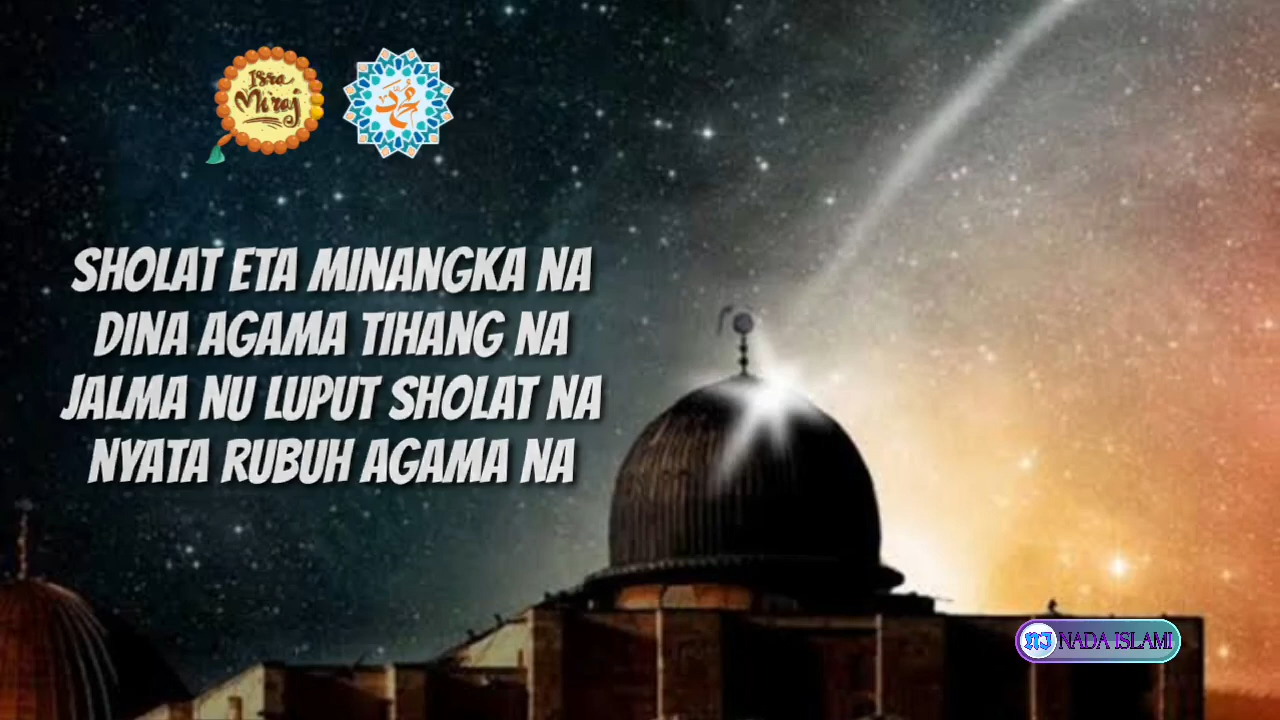 Isra
Mi'raj
مُحَمَّد
SHOLAT ETA MINANGKA NA
DINA AGAMA TIHANG NA
JALMA NU LUPUT SHOLAT NA
NYATA RUBUH AGAMA NA
NJ NADA ISLAMI